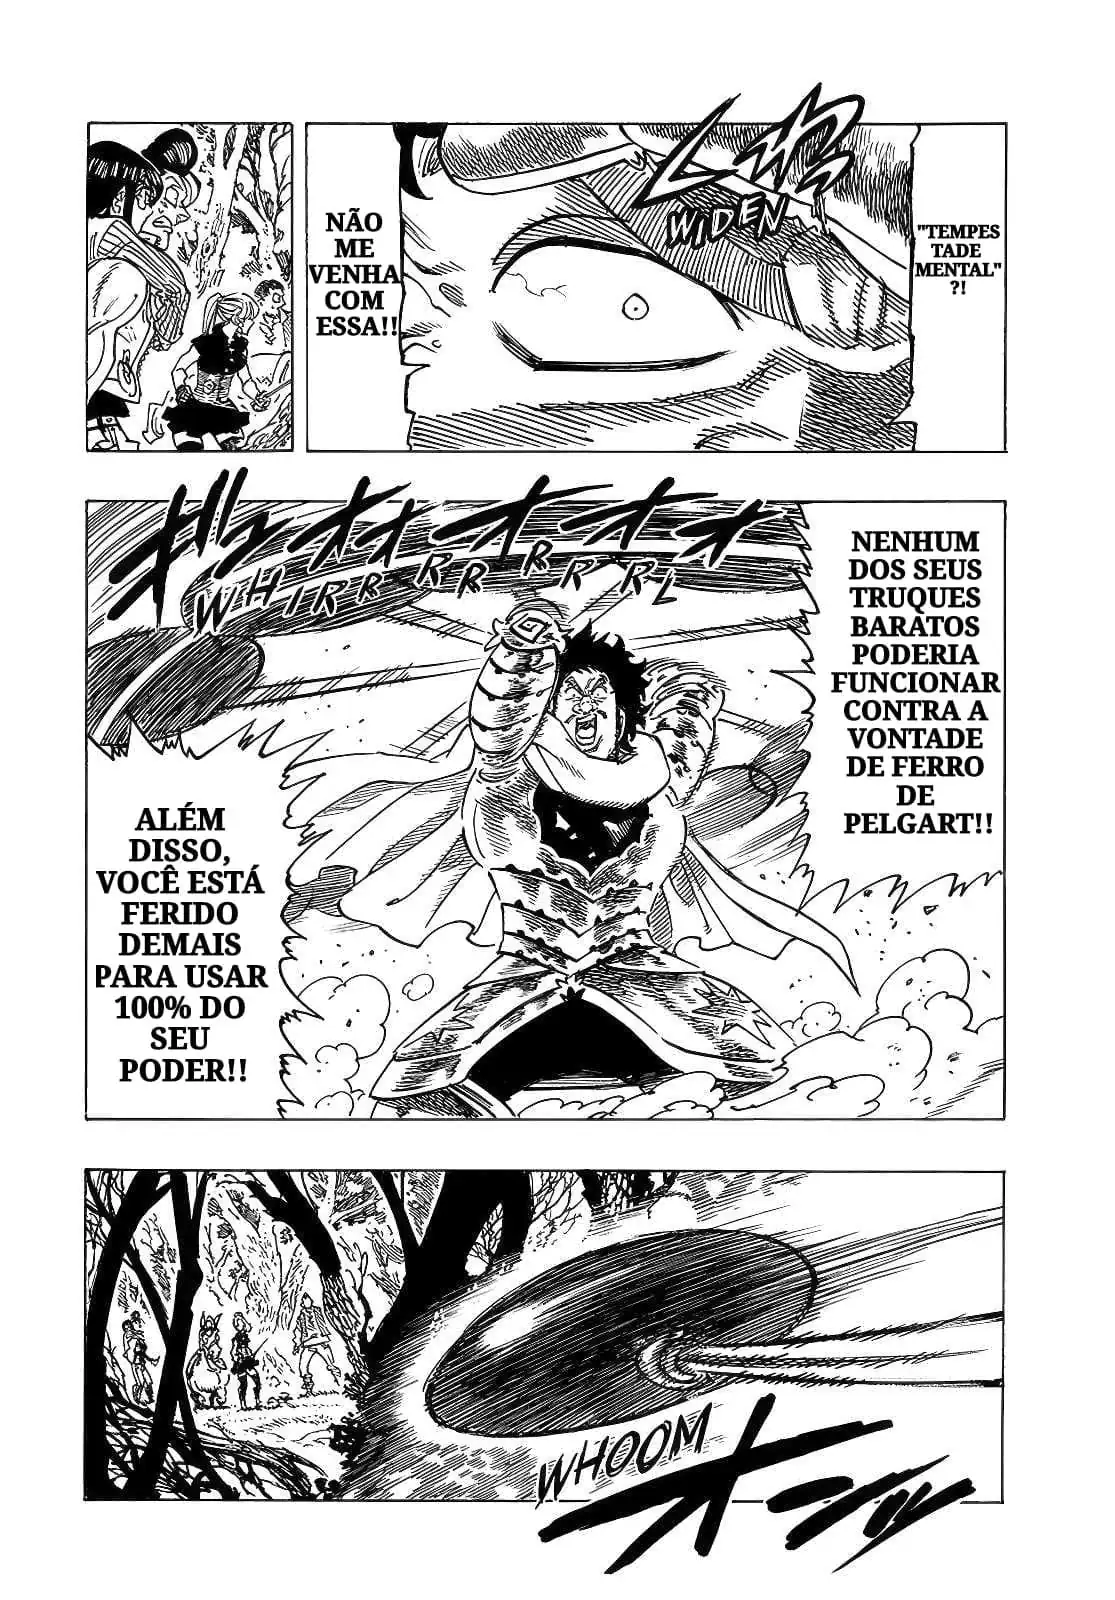 "TEMPES
TADE
MENTAL"
?!
WIDEN
NÃO
ME
VENHA
COM
ESSA!!
WHIRRRRRRRRL
NENHUM
DOS SEUS
TRUQUES
BARATOS
PODERIA
FUNCIONAR
CONTRA A
VONTADE
DE FERRO
DE
PELGART!!
ALÉM
DISSO,
VOCÊ ESTÁ
FERIDO
DEMAIS
PARA USAR
100% DO
SEU
PODER!!
WHOOM